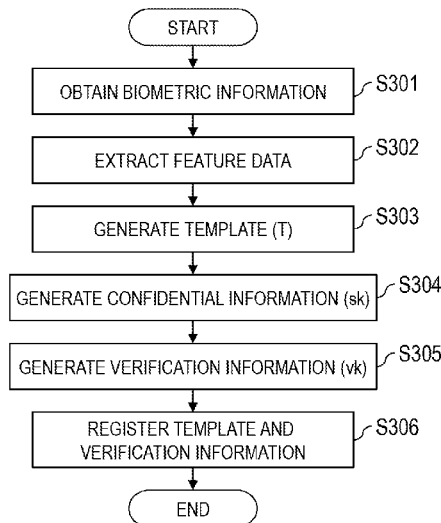 START
OBTAIN BIOMETRIC INFORMATION
S301
EXTRACT FEATURE DATA
S302
GENERATE TEMPLATE (T)
S303
GENERATE CONFIDENTIAL INFORMATION (sk)
S304
GENERATE VERIFICATION INFORMATION (vk)
S305
REGISTER TEMPLATE AND
VERIFICATION INFORMATION
S306
END